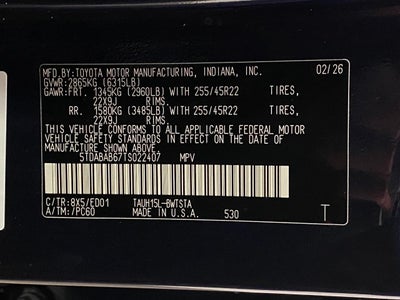 MFD.BY:TOYOTA MOTOR MANUFACTURING, INDIANA, INC. 02/26
GVWR:2865KG (6315LB)
GAWR:FRT. 1345KG (2960LB) WITH 255/45R22 TIRES,
22X9J RIMS.
RR. 1580KG (3485LB) WITH 255/45R22 TIRES,
22X9J RIMS.
THIS VEHICLE CONFORMS TO ALL APPLICABLE FEDERAL MOTOR
VEHICLE SAFETY STANDARDS IN EFFECT ON THE DATE OF
MANUFACTURE SHOWN ABOVE.
5TDABAB67TS022407 MPV
C/TR:8X5/ED01 TAUH15L-BWTSTA
A/TM:/PC60 MADE IN U.S.A. 530 T